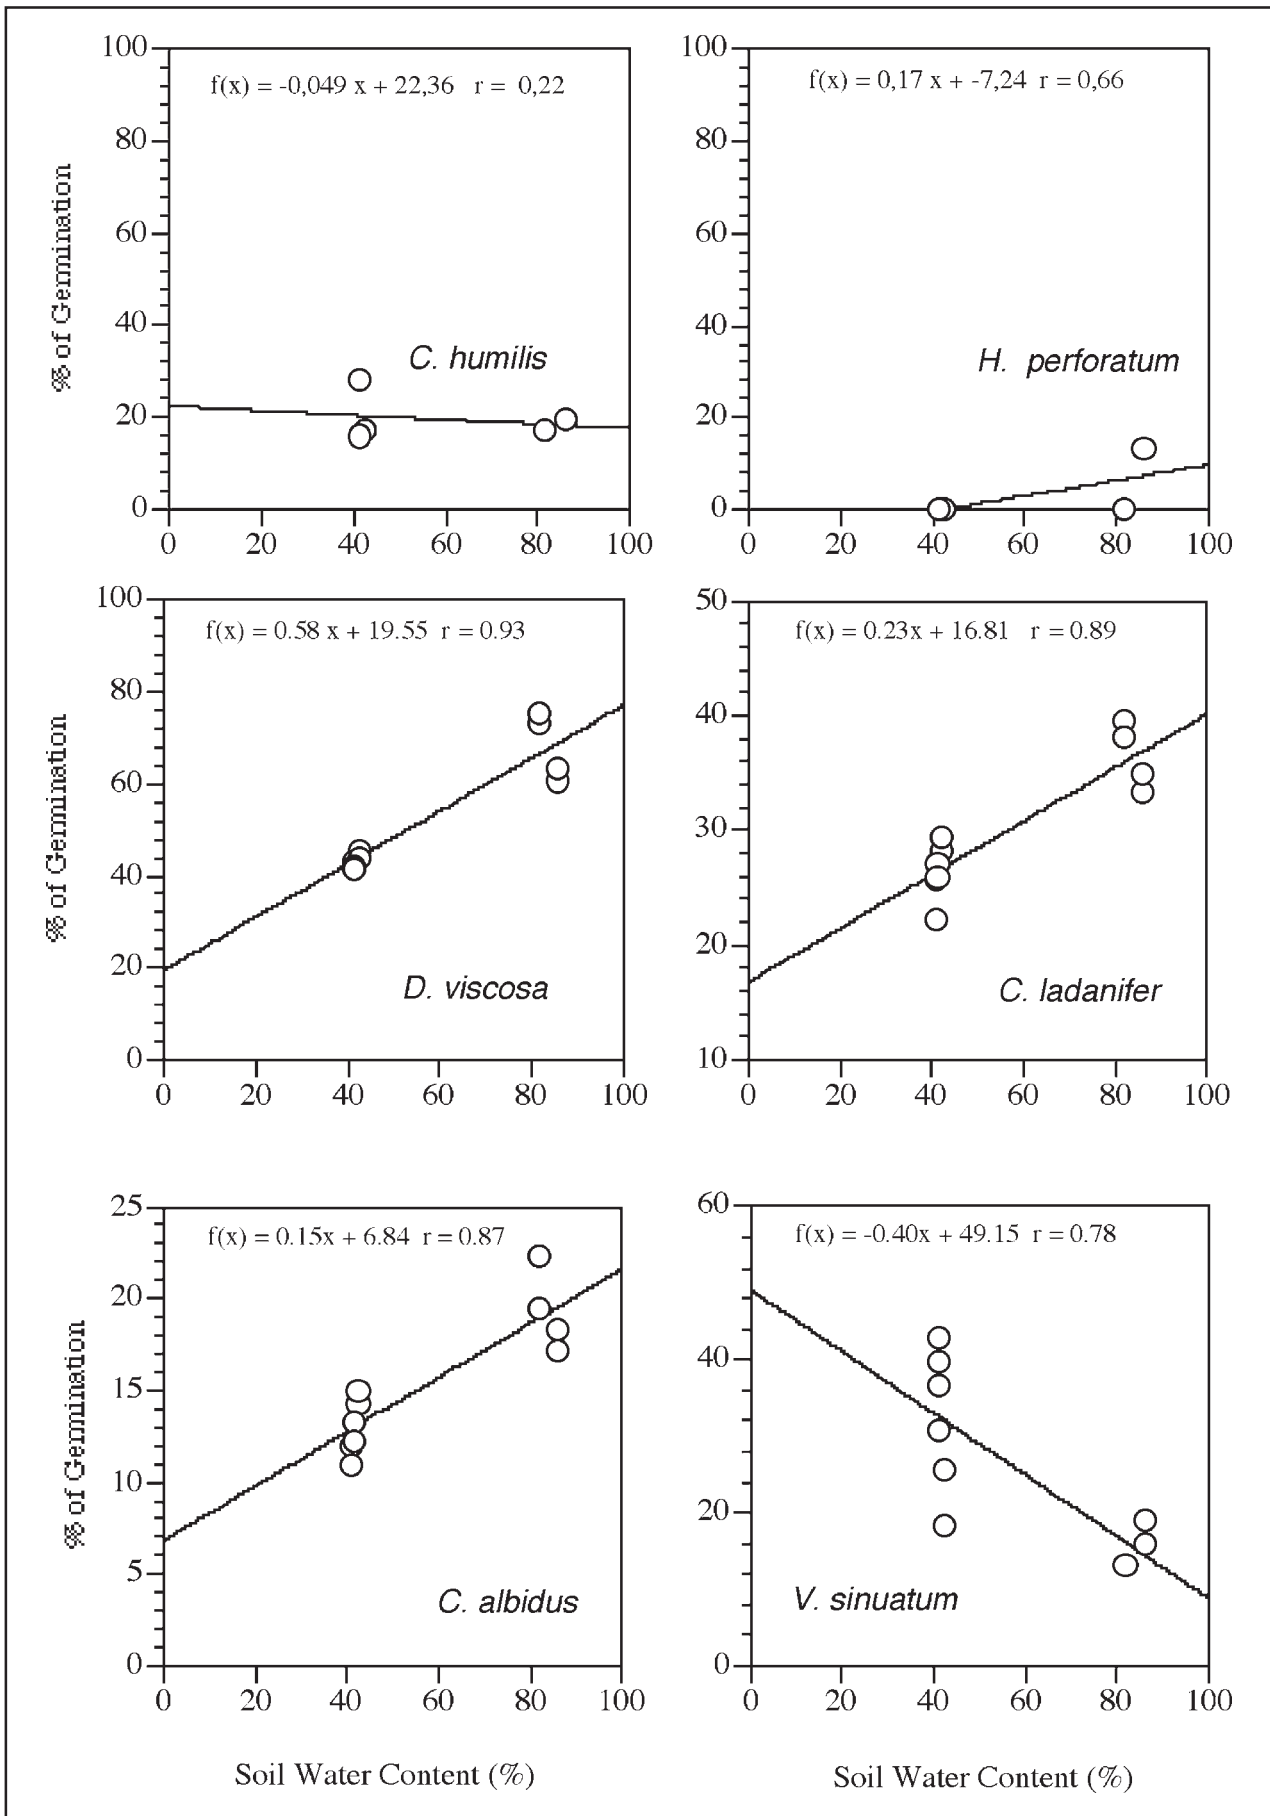 100
f(x) = -0,049 x + 22,36 r = 0,22
80
60
40
20
0
% of Germination
C. humilis
0 20 40 60 80 100
100
f(x) = 0,17 x + -7,24 r = 0,66
80
60
40
20
0
H. perforatum
0 20 40 60 80 100
100
f(x) = 0.58 x + 19.55 r = 0.93
80
60
40
20
0
% of Germination
D. viscosa
0 20 40 60 80 100
50
f(x) = 0.23x + 16.81 r = 0.89
40
30
20
10
C. ladanifer
0 20 40 60 80 100
25
f(x) = 0.15x + 6.84 r = 0.87
20
15
10
5
0
% of Germination
C. albidus
0 20 40 60 80 100
Soil Water Content (%)
60
f(x) = -0.40x + 49.15 r = 0.78
40
20
0
V. sinuatum
0 20 40 60 80 100
Soil Water Content (%)